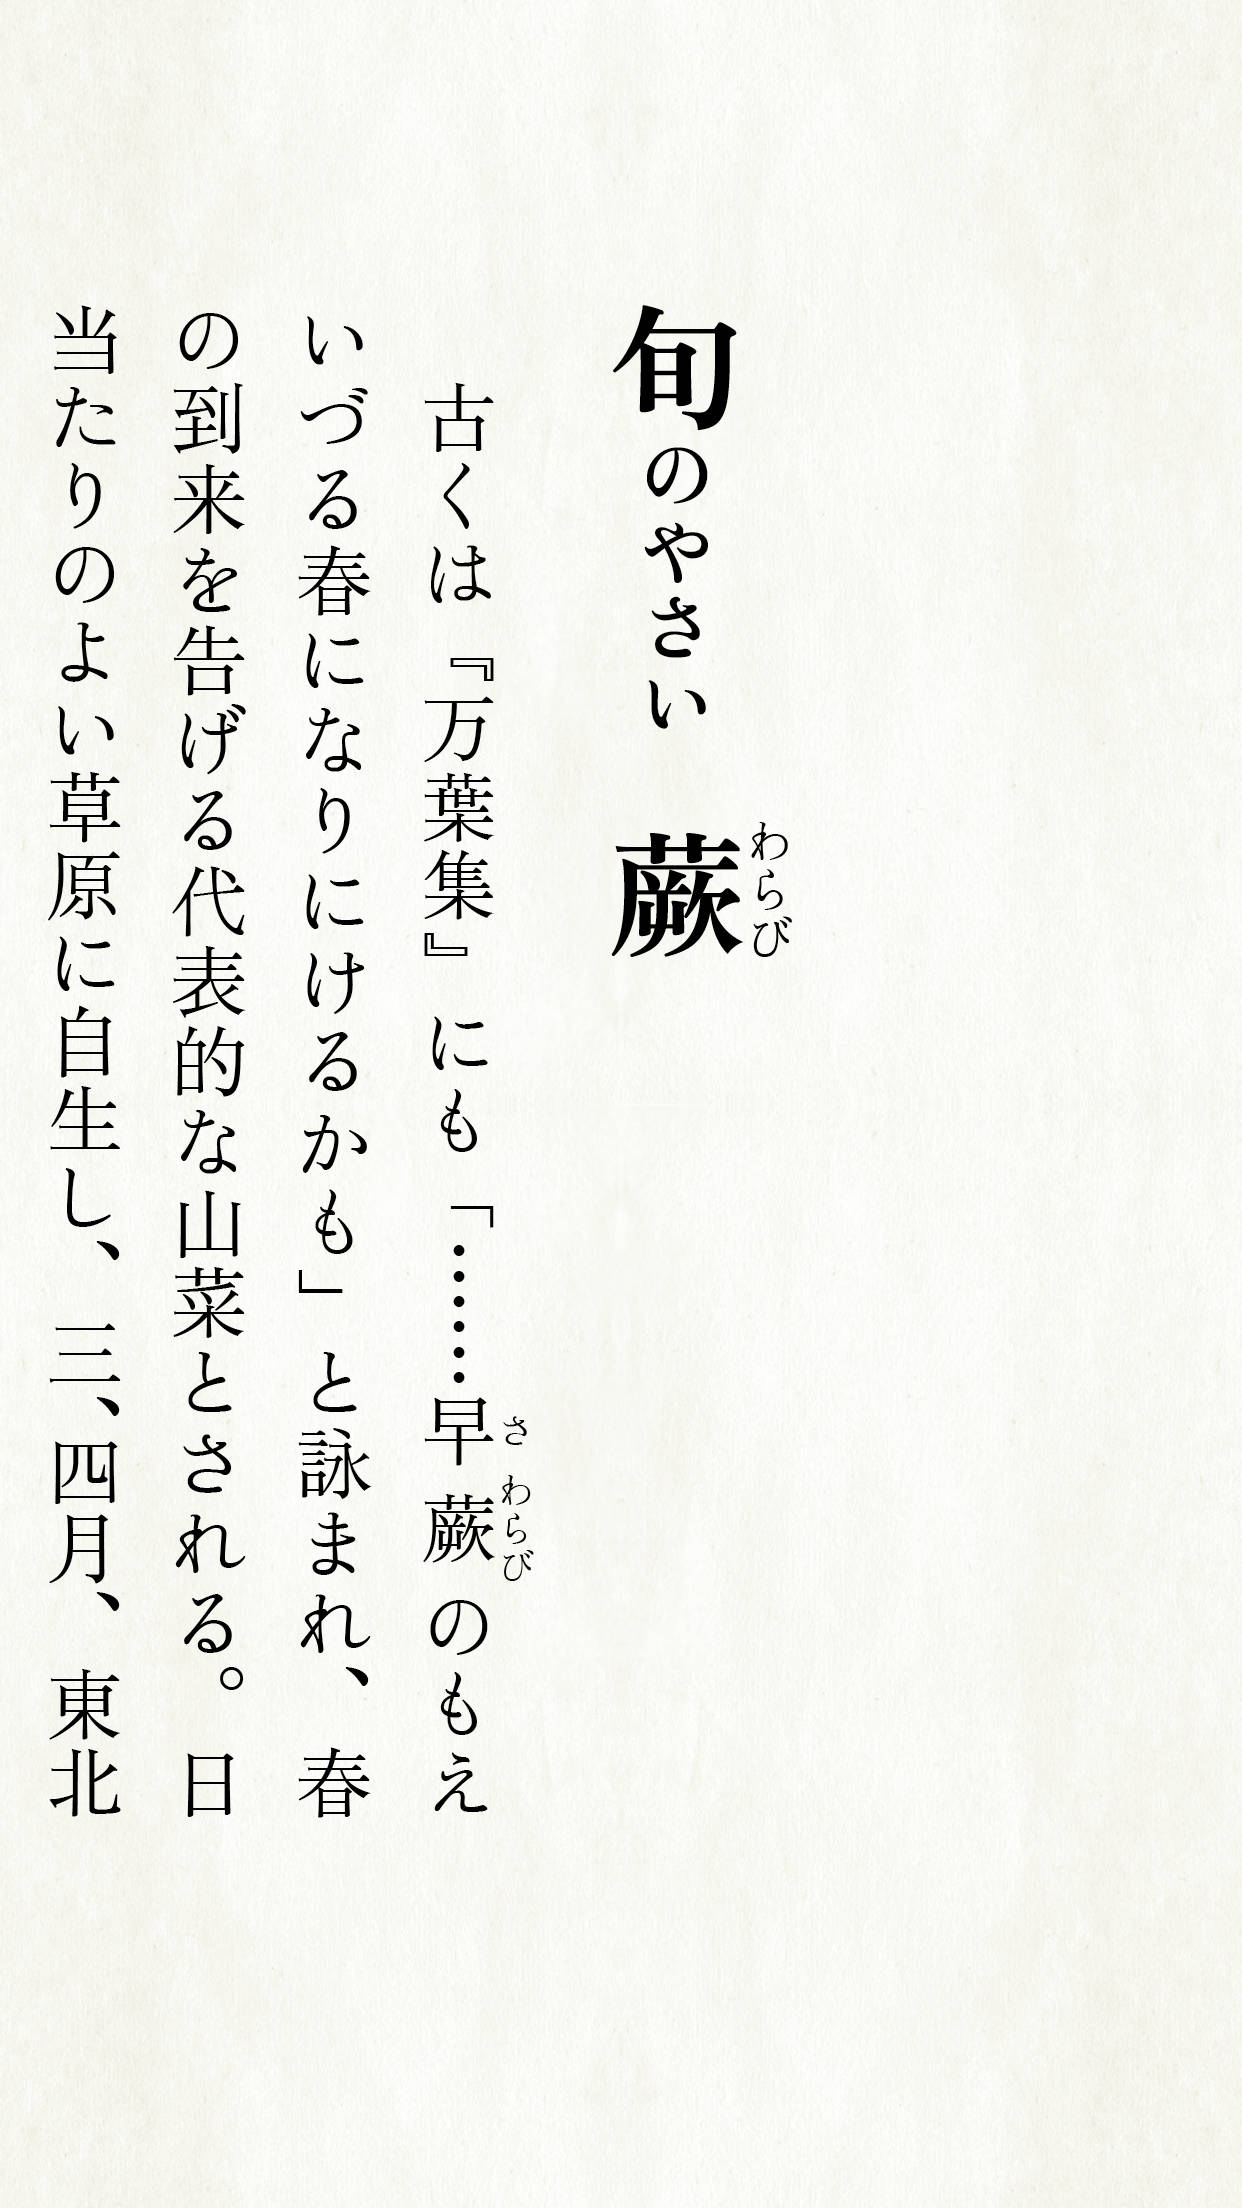 旬のやさい　蕨
わらび
　古くは『万葉集』にも「……早蕨のもえ
さわらび
いづる春になりにけるかも」と詠まれ、春
の到来を告げる代表的な山菜とされる。日
当たりのよい草原に自生し、三、四月、東北